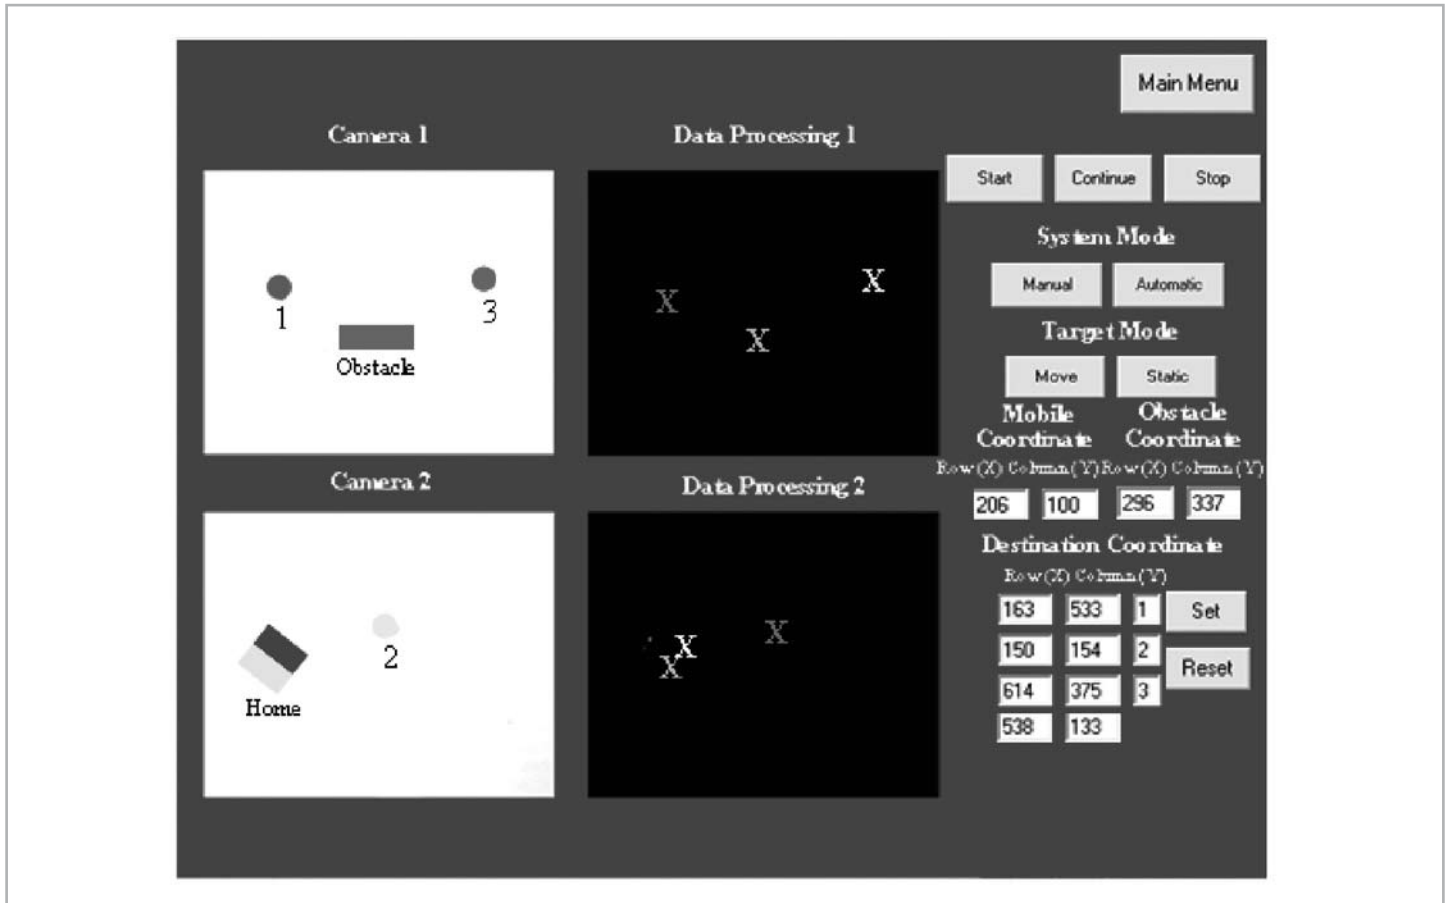 Main Menu
Camera 1
Data Processing 1
Start Continue Stop
System Mode
Manual Automatic
1
3
Obstacle
X
X
X
Target Mode
Move Static
Mobile Coordinate
Obstacle Coordinate
Row (X) Column (Y) Row (X) Column (Y)
206 100 296 337
Camera 2
Data Processing 2
2
Home
X
X
X
Destination Coordinate
Row (X) Column (Y)
163 533 1 Set
150 154 2
Reset
614 375 3
538 133